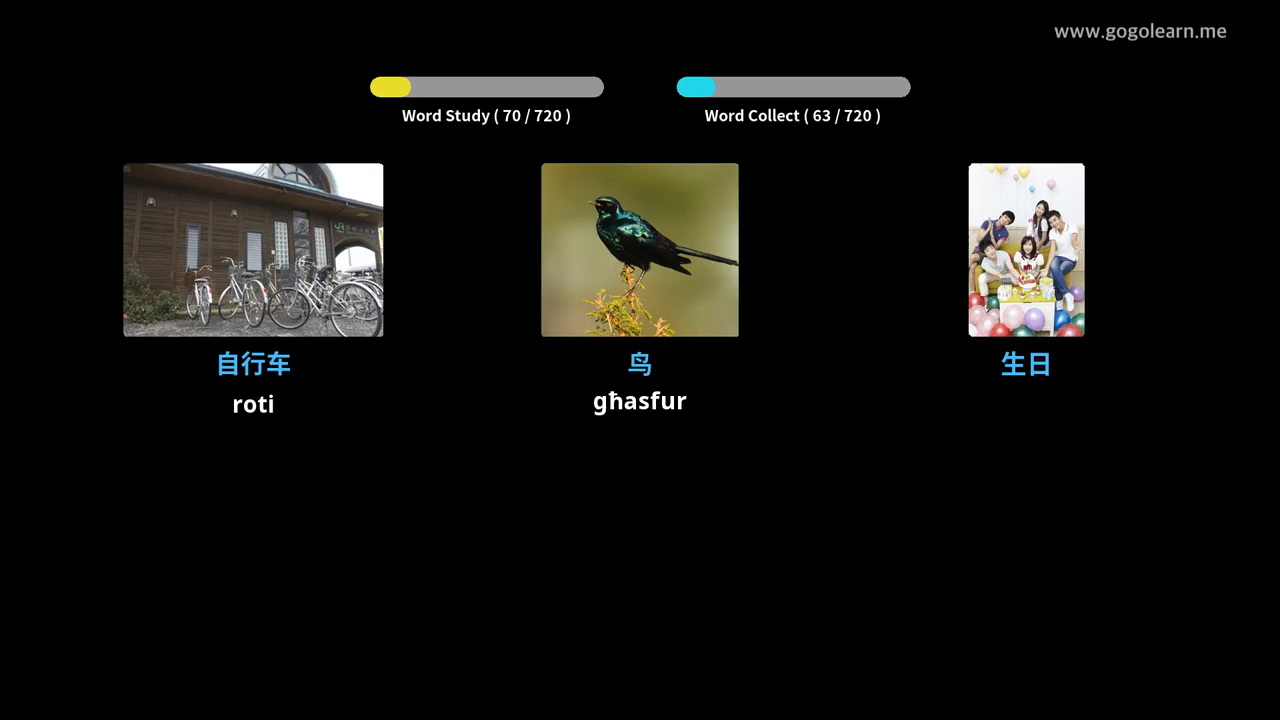 www.gogolearn.me
Word Study ( 70 / 720 )
Word Collect ( 63 / 720 )
自行车
鸟
生日
roti
għasfur